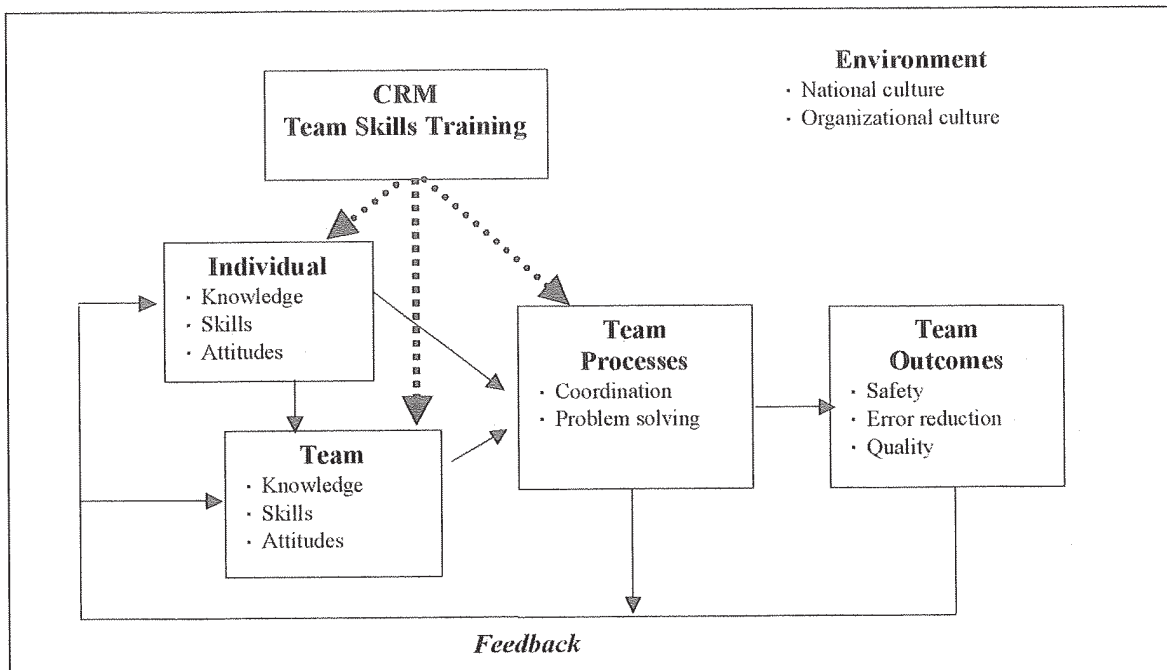 Environment
· National culture
· Organizational culture
CRM
Team Skills Training
Individual
· Knowledge
· Skills
· Attitudes
Team
· Knowledge
· Skills
· Attitudes
Team
Processes
· Coordination
· Problem solving
Team
Outcomes
· Safety
· Error reduction
· Quality
Feedback